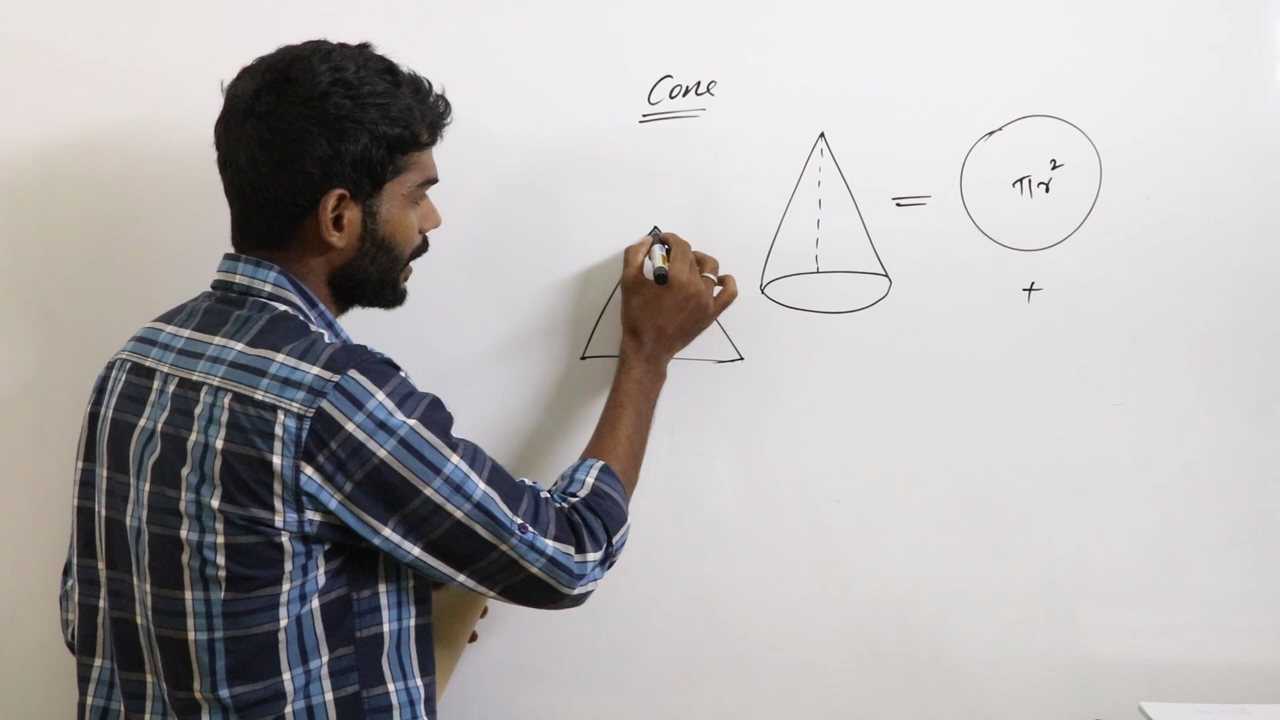 Cone
=
πr²
+